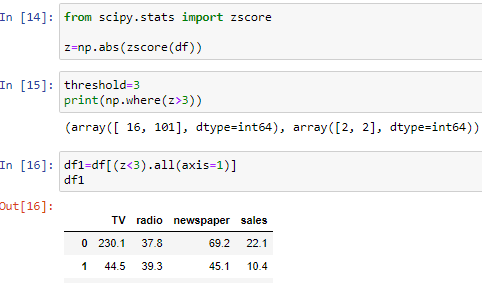 In [14]: from scipy.stats import zscore
z=np.abs(zscore(df))
In [15]: threshold=3
print(np.where(z>3))
(array([ 16, 101], dtype=int64), array([2, 2], dtype=int64))
In [16]: df1=df[(z<3).all(axis=1)]
df1
Out[16]:
TV radio newspaper sales
0 230.1 37.8 69.2 22.1
1 44.5 39.3 45.1 10.4